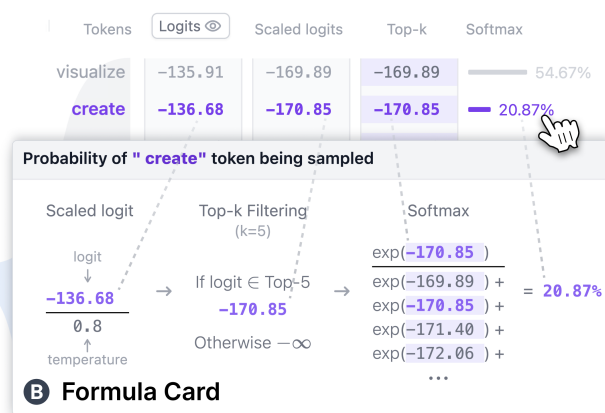 Tokens Logits Scaled logits Top-k Softmax
visualize -135.91 -169.89 -169.89 54.67%
create -136.68 -170.85 -170.85 20.87%
Probability of " create" token being sampled
Scaled logit Top-k Filtering Softmax
(k=5)
logit
↓
-136.68
0.8
↑
temperature
→
If logit ∈ Top-5
-170.85
Otherwise −∞
→
exp(-170.85 )
exp(-169.89 ) +
exp(-170.85 ) +
exp(-171.40 ) +
exp(-172.06 ) +
...
= 20.87%
B Formula Card